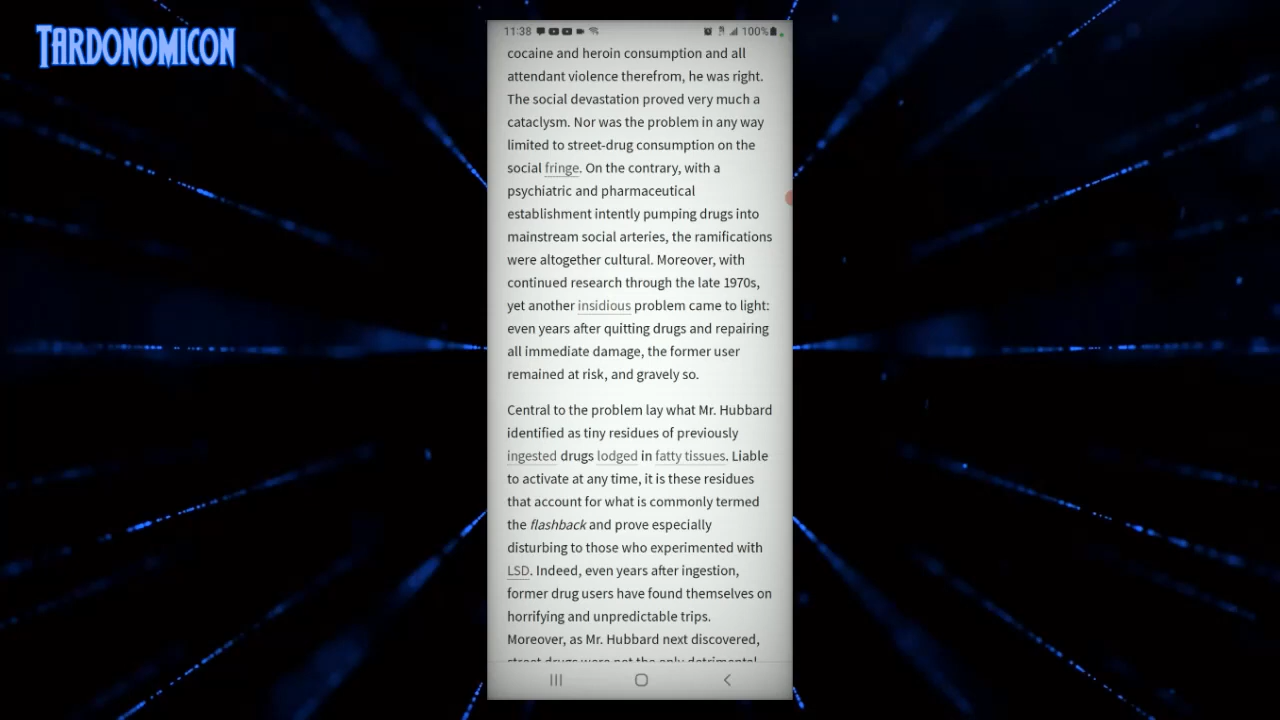 TARDONOMICON
11:38
100%
cocaine and heroin consumption and all
attendant violence therefrom, he was right.
The social devastation proved very much a
cataclysm. Nor was the problem in any way
limited to street-drug consumption on the
social fringe. On the contrary, with a
psychiatric and pharmaceutical
establishment intently pumping drugs into
mainstream social arteries, the ramifications
were altogether cultural. Moreover, with
continued research through the late 1970s,
yet another insidious problem came to light:
even years after quitting drugs and repairing
all immediate damage, the former user
remained at risk, and gravely so.
Central to the problem lay what Mr. Hubbard
identified as tiny residues of previously
ingested drugs lodged in fatty tissues. Liable
to activate at any time, it is these residues
that account for what is commonly termed
the flashback and prove especially
disturbing to those who experimented with
LSD. Indeed, even years after ingestion,
former drug users have found themselves on
horrifying and unpredictable trips.
Moreover, as Mr. Hubbard next discovered,
street drugs were not the only detrimental